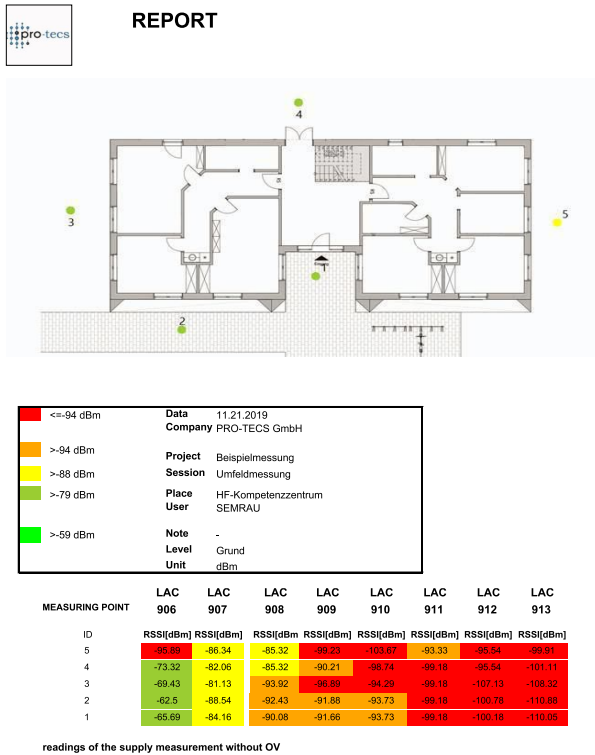 pro-tecs
REPORT
4
3
5
1
2
<=-94 dBm
Data 11.21.2019
Company PRO-TECS GmbH
>-94 dBm
Project Beispielmessung
>-88 dBm
Session Umfeldmessung
>-79 dBm
Place HF-Kompetenzzentrum
User SEMRAU
>-59 dBm
Note -
Level Grund
Unit dBm
LAC LAC LAC LAC LAC LAC LAC LAC
MEASURING POINT 906 907 908 909 910 911 912 913
ID RSSI[dBm] RSSI[dBm] RSSI[dBm RSSI[dBm] RSSI[dBm] RSSI[dBm] RSSI[dBm] RSSI[dBm]
5 -95.89 -86.34 -85.32 -99.23 -103.67 -93.33 -95.54 -99.91
4 -73.32 -82.06 -85.32 -90.21 -98.74 -99.18 -95.54 -101.11
3 -69.43 -81.13 -93.92 -96.89 -94.29 -99.18 -107.13 -108.32
2 -62.5 -88.54 -92.43 -91.88 -93.73 -99.18 -100.78 -110.88
1 -65.69 -84.16 -90.08 -91.66 -93.73 -99.18 -100.18 -110.05
readings of the supply measurement without OV